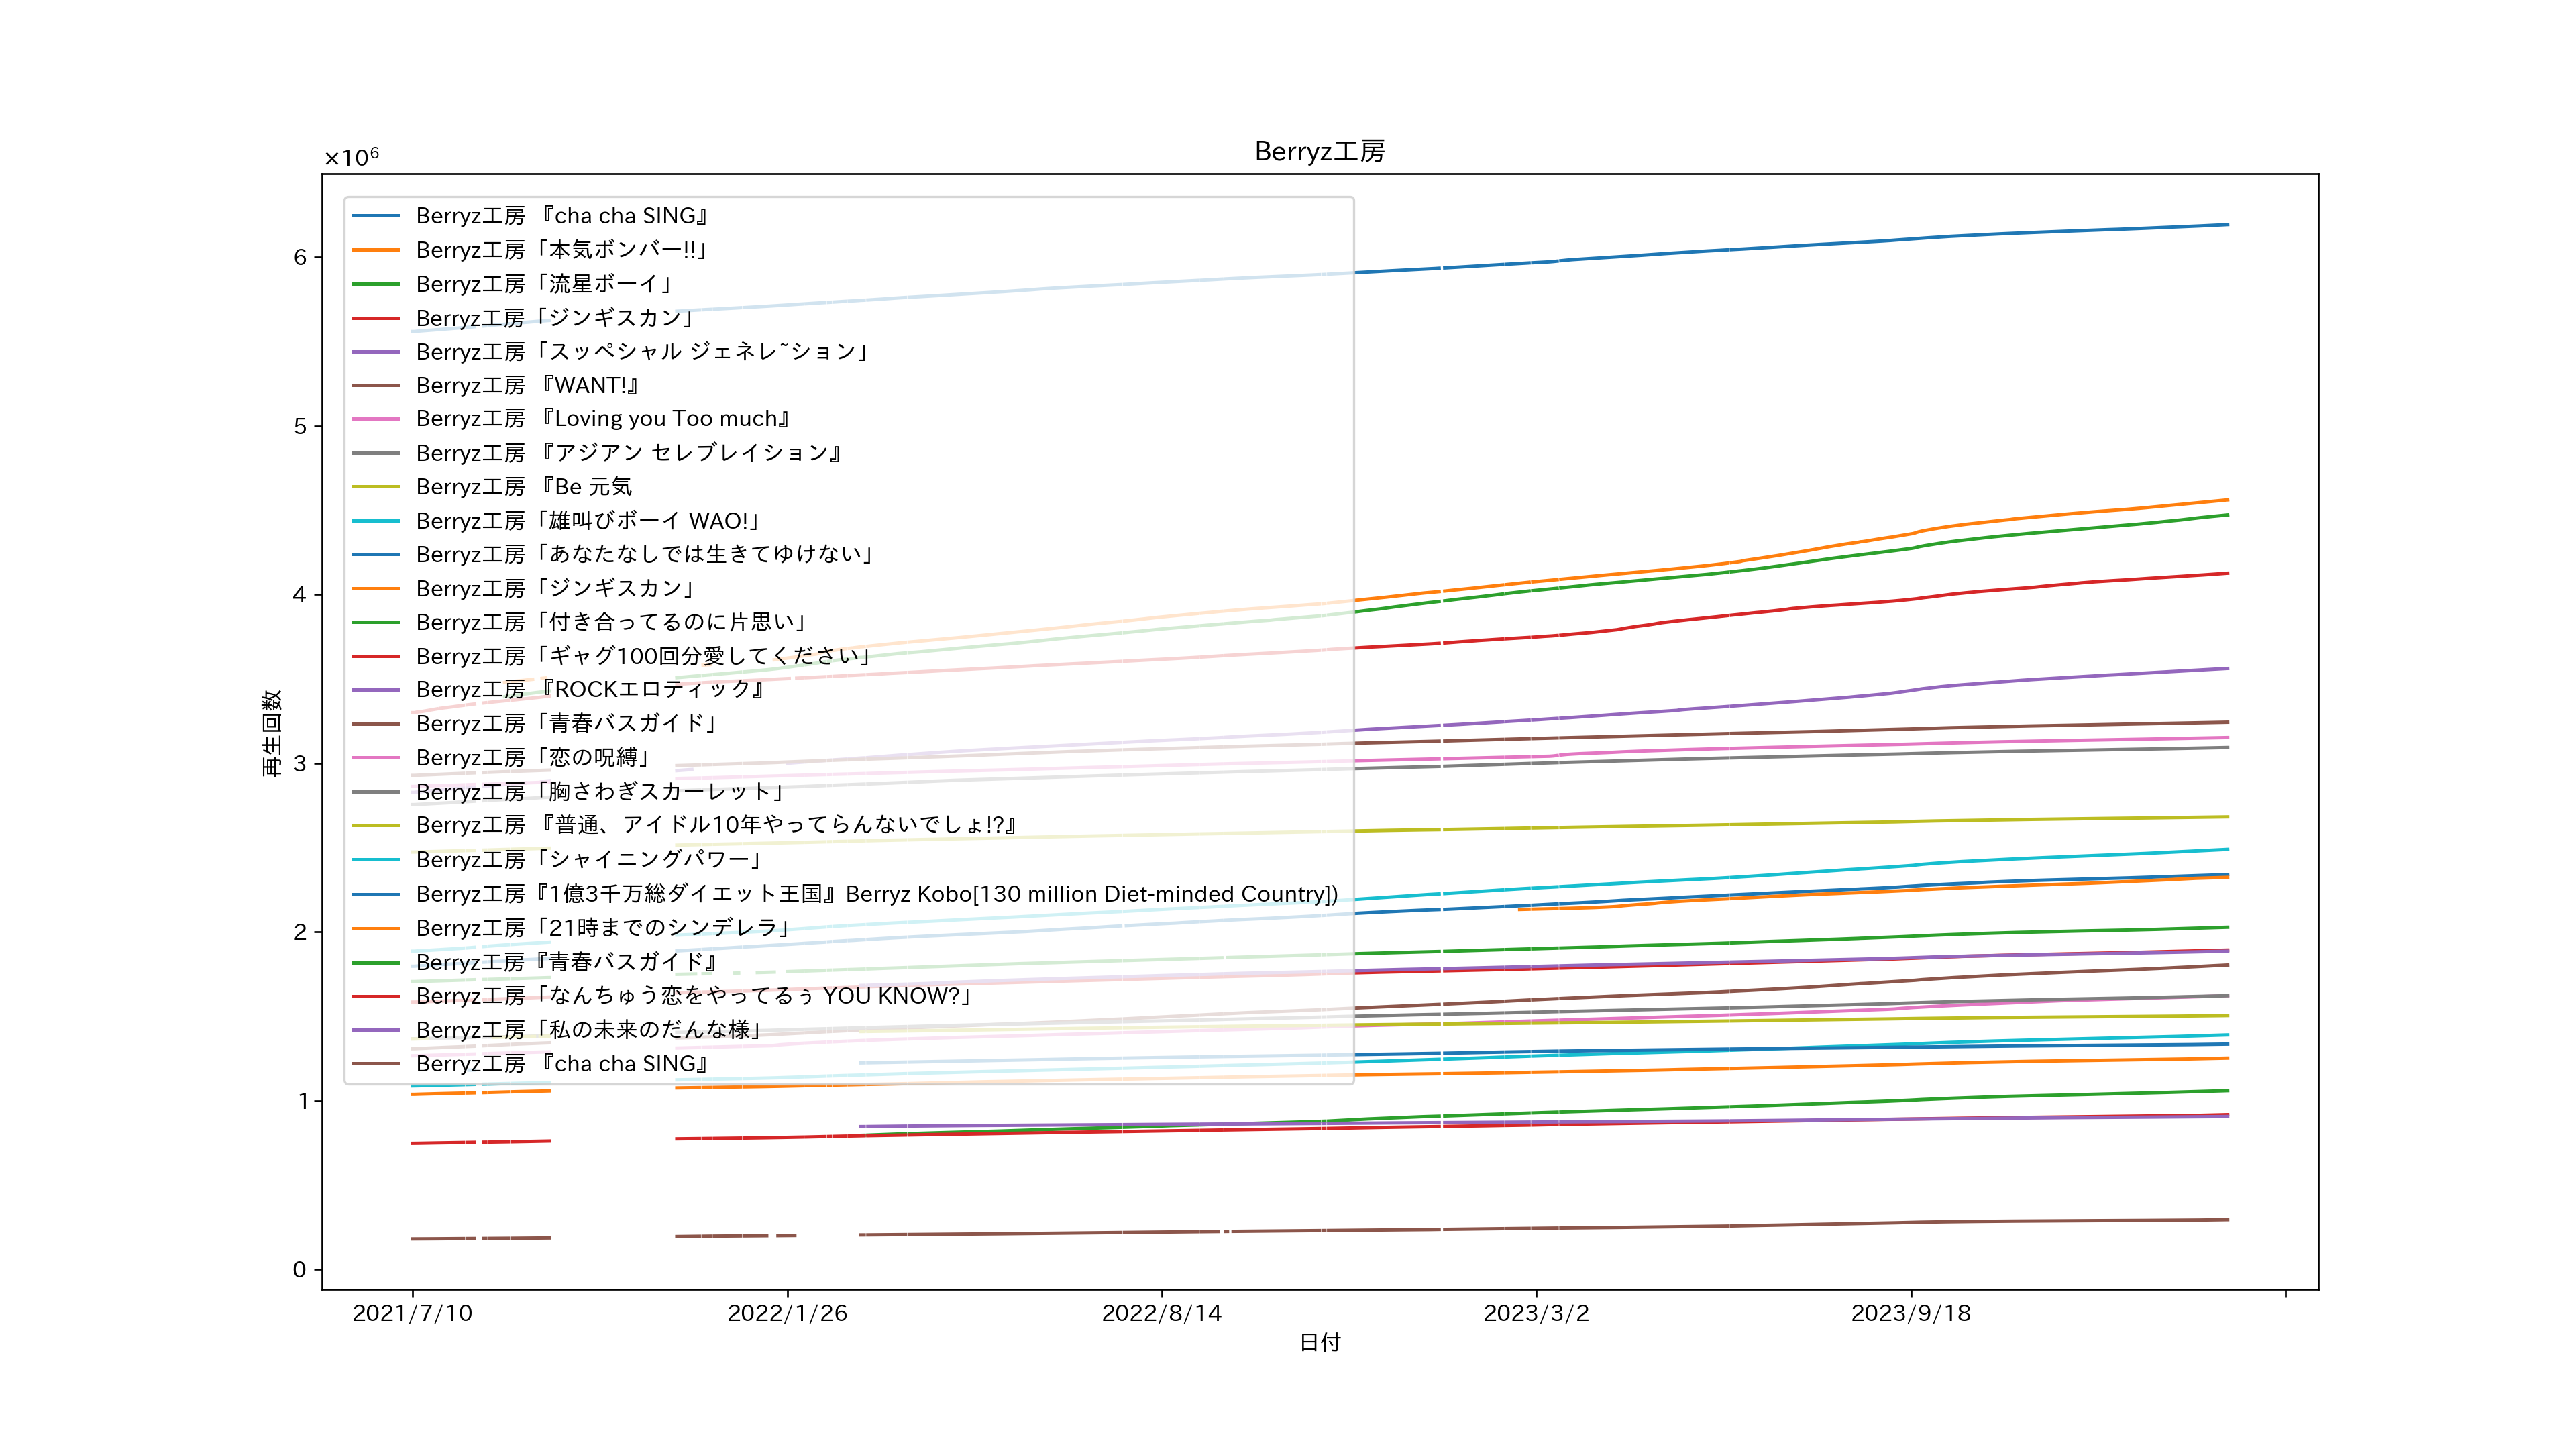 Berryz工房
×10⁶
Berryz工房 『cha cha SING』
Berryz工房「本気ボンバー!!」
Berryz工房「流星ボーイ」
Berryz工房「ジンギスカン」
Berryz工房「スッペシャル ジェネレ~ション」
Berryz工房 『WANT!』
Berryz工房 『Loving you Too much』
Berryz工房 『アジアン セレブレイション』
Berryz工房 『Be 元気
Berryz工房「雄叫びボーイ WAO!」
Berryz工房「あなたなしでは生きてゆけない」
Berryz工房「ジンギスカン」
Berryz工房「付き合ってるのに片思い」
Berryz工房「ギャグ100回分愛してください」
Berryz工房 『ROCKエロティック』
Berryz工房「青春バスガイド」
Berryz工房「恋の呪縛」
Berryz工房「胸さわぎスカーレット」
Berryz工房 『普通、アイドル10年やってらんないでしょ!?』
Berryz工房「シャイニングパワー」
Berryz工房『1億3千万総ダイエット王国』Berryz Kobo[130 million Diet-minded Country])
Berryz工房「21時までのシンデレラ」
Berryz工房『青春バスガイド』
Berryz工房「なんちゅう恋をやってるぅ YOU KNOW?」
Berryz工房「私の未来のだんな様」
Berryz工房 『cha cha SING』
6
5
4
3
2
1
0
再生回数
2021/7/10 2022/1/26 2022/8/14 2023/3/2 2023/9/18
日付